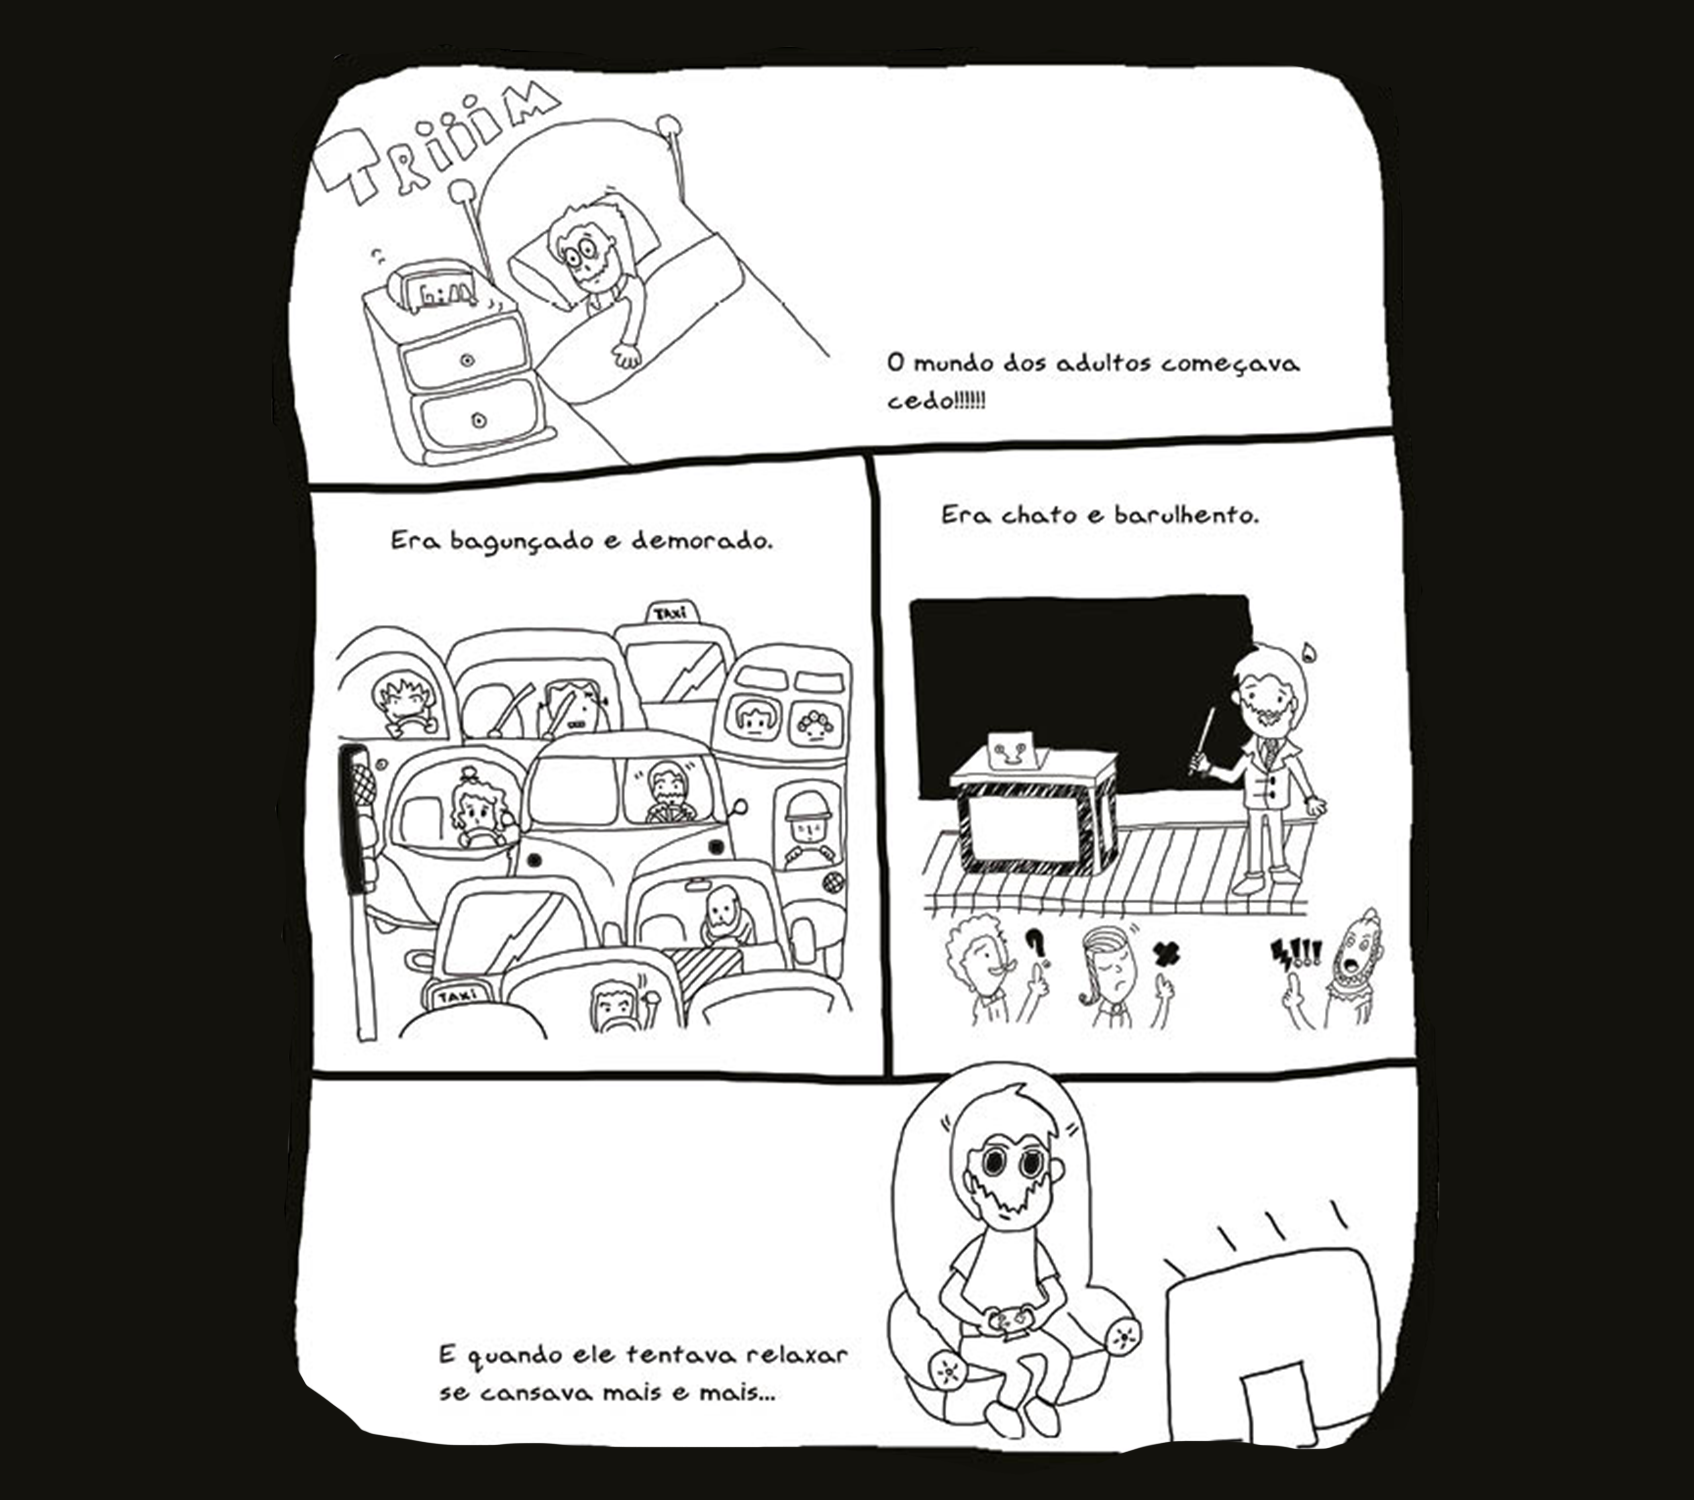 TRiiiM
O mundo dos adultos começava
cedo!!!!!!
Era bagunçado e demorado.
TAXi
TAXi
Era chato e barulhento.
?
!!!
E quando ele tentava relaxar
se cansava mais e mais...